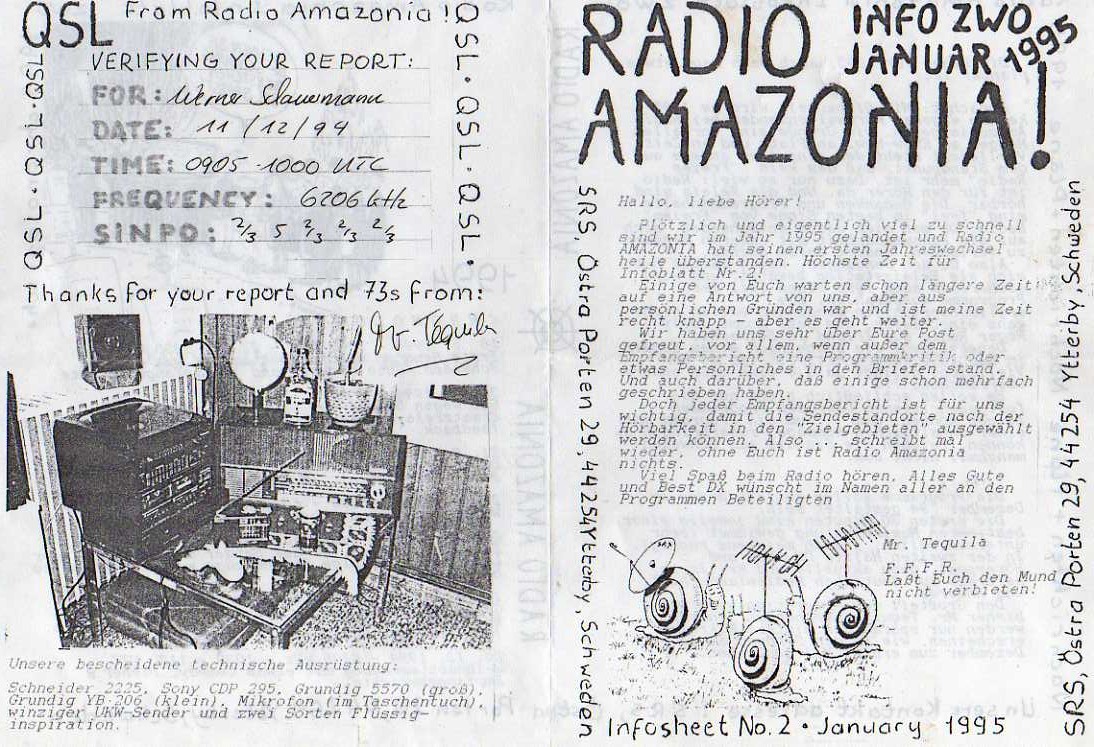 QSL From Radio Amazonia!
QSL · QSL · QSL
VERIFYING YOUR REPORT:
FOR: Werner
DATE: 11/12/94
TIME: 0905 - 1000 UTC
FREQUENCY: 6206 kHz
SINPO: 2/3 5 2/3 2/3 2/3
QSL · QSL · QSL ·
Thanks for your report and 73s from:
Tequila
Unsere bescheidene technische Ausrüstung:
Schneider 2225, Sony CDP 295, Grundig 5570 (groß),
Grundig YB 206 (klein), Mikrofon (im Taschentuch),
winziger UKW-Sender und zwei Sorten Flüssig-
inspiration.
RADIO INFO ZWO
JANUAR 1995
AMAZONIA!
SRS, Östra Porten 29, 44254 Ytterby, Schweden
Hallo, liebe Hörer!
Plötzlich und eigentlich viel zu schnell
sind wir im Jahr 1995 gelandet und Radio
AMAZONIA hat seinen ersten Jahreswechsel
heile überstanden. Höchste Zeit für
Infoblatt Nr.2!
Einige von Euch warten schon längere Zeit
auf eine Antwort von uns, aber aus
persönlichen Gründen war und ist meine Zeit
recht knapp - aber es geht weiter.
Wir haben uns sehr über Eure Post
gefreut, vor allem, wenn außer dem
Empfangsbericht eine Programmkritik oder
etwas Persönliches in den Briefen stand.
Und auch darüber, daß einige schon mehrfach
geschrieben haben.
Doch jeder Empfangsbericht ist für uns
wichtig, damit die Sendestandorte nach der
Hörbarkeit in den "Zielgebieten" ausgewählt
werden können. Also ... schreibt mal
wieder, ohne Euch ist Radio Amazonia
nichts.
Viel Spaß beim Radio hören, Alles Gute
und Best DX wünscht im Namen aller an den
Programmen Beteiligten
Mr. Tequila
F.F.F.R.
Laßt Euch den Mund
nicht verbieten!
SRS, Östra Porten 29, 44254 Ytterby, Schweden
Infosheet No. 2 · January 1995